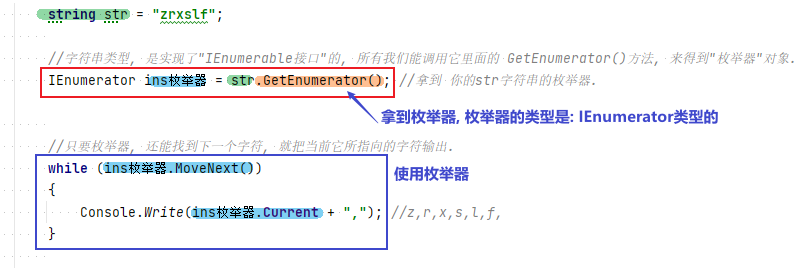 string str = "zrxslf";
//字符串类型, 是实现了"IEnumerable接口"的, 所有我们能调用它里面的 GetEnumerator()方法, 来得到"枚举器"对象.
IEnumerator ins枚举器 = str.GetEnumerator(); //拿到 你的str字符串的枚举器.
拿到枚举器, 枚举器的类型是: IEnumerator类型的
//只要枚举器, 还能找到下一个字符, 就把当前它所指向的字符输出.
while (ins枚举器.MoveNext())
使用枚举器
{
Console.Write(ins枚举器.Current + ","); //z,r,x,s,l,f,
}